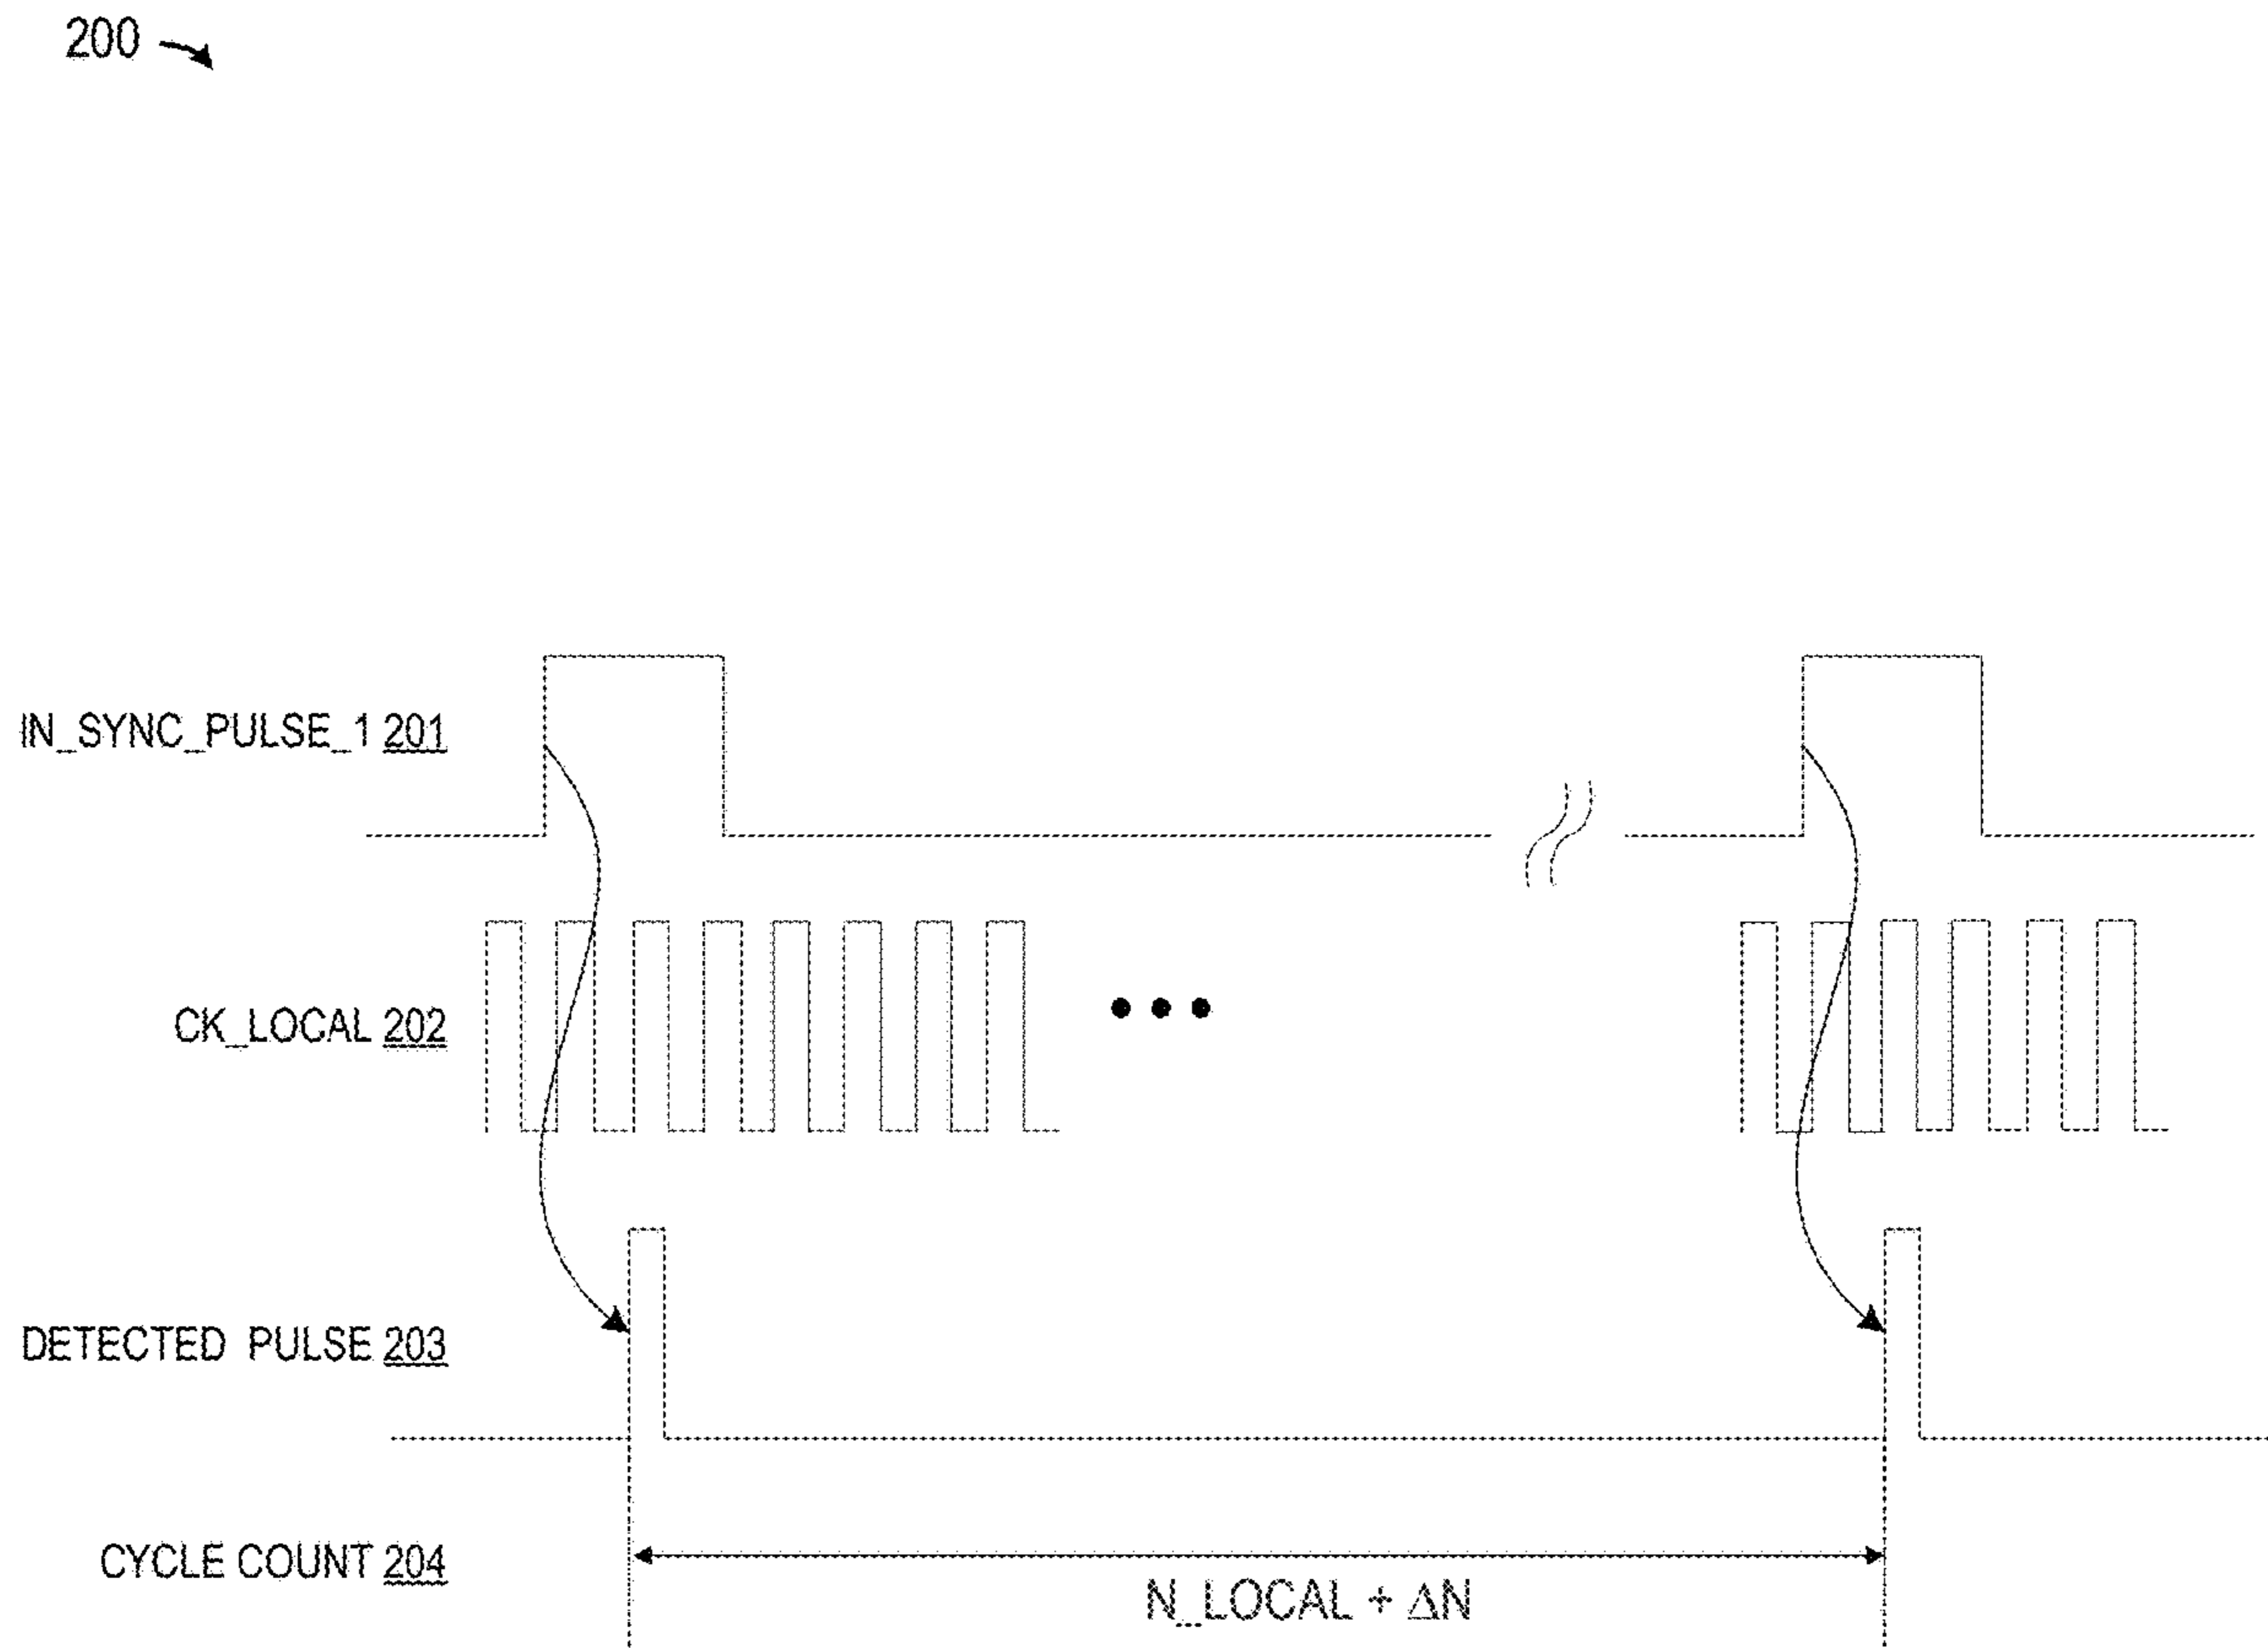 200
IN_SYNC_PULSE_1 201
CK_LOCAL 202
DETECTED PULSE 203
CYCLE COUNT 204
N_LOCAL + ΔN